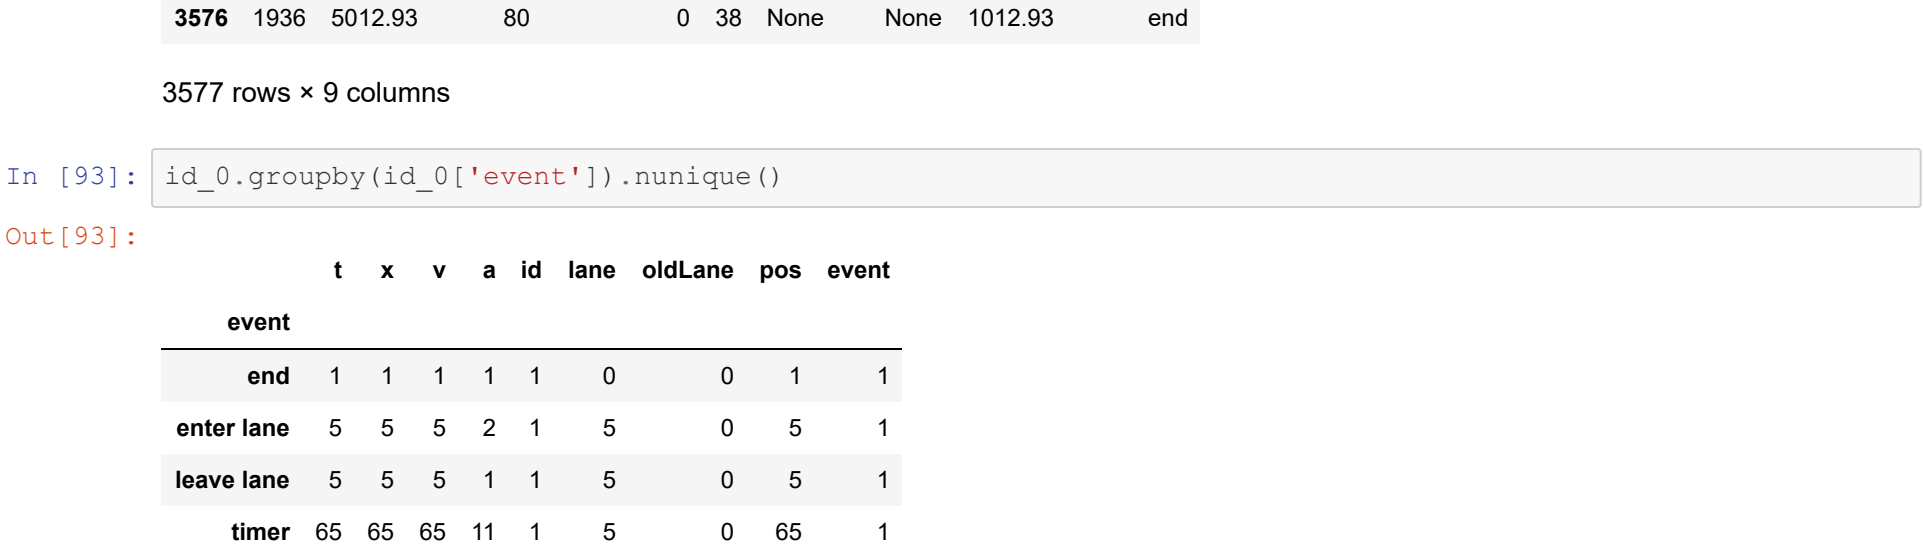 3576 1936 5012.93 80 0 38 None None 1012.93 end
3577 rows × 9 columns
In [93]: id_0.groupby(id_0['event']).nunique()
Out[93]:
t x v a id lane oldLane pos event
event
end 1 1 1 1 1 0 0 1 1
enter lane 5 5 5 2 1 5 0 5 1
leave lane 5 5 5 1 1 5 0 5 1
timer 65 65 65 11 1 5 0 65 1